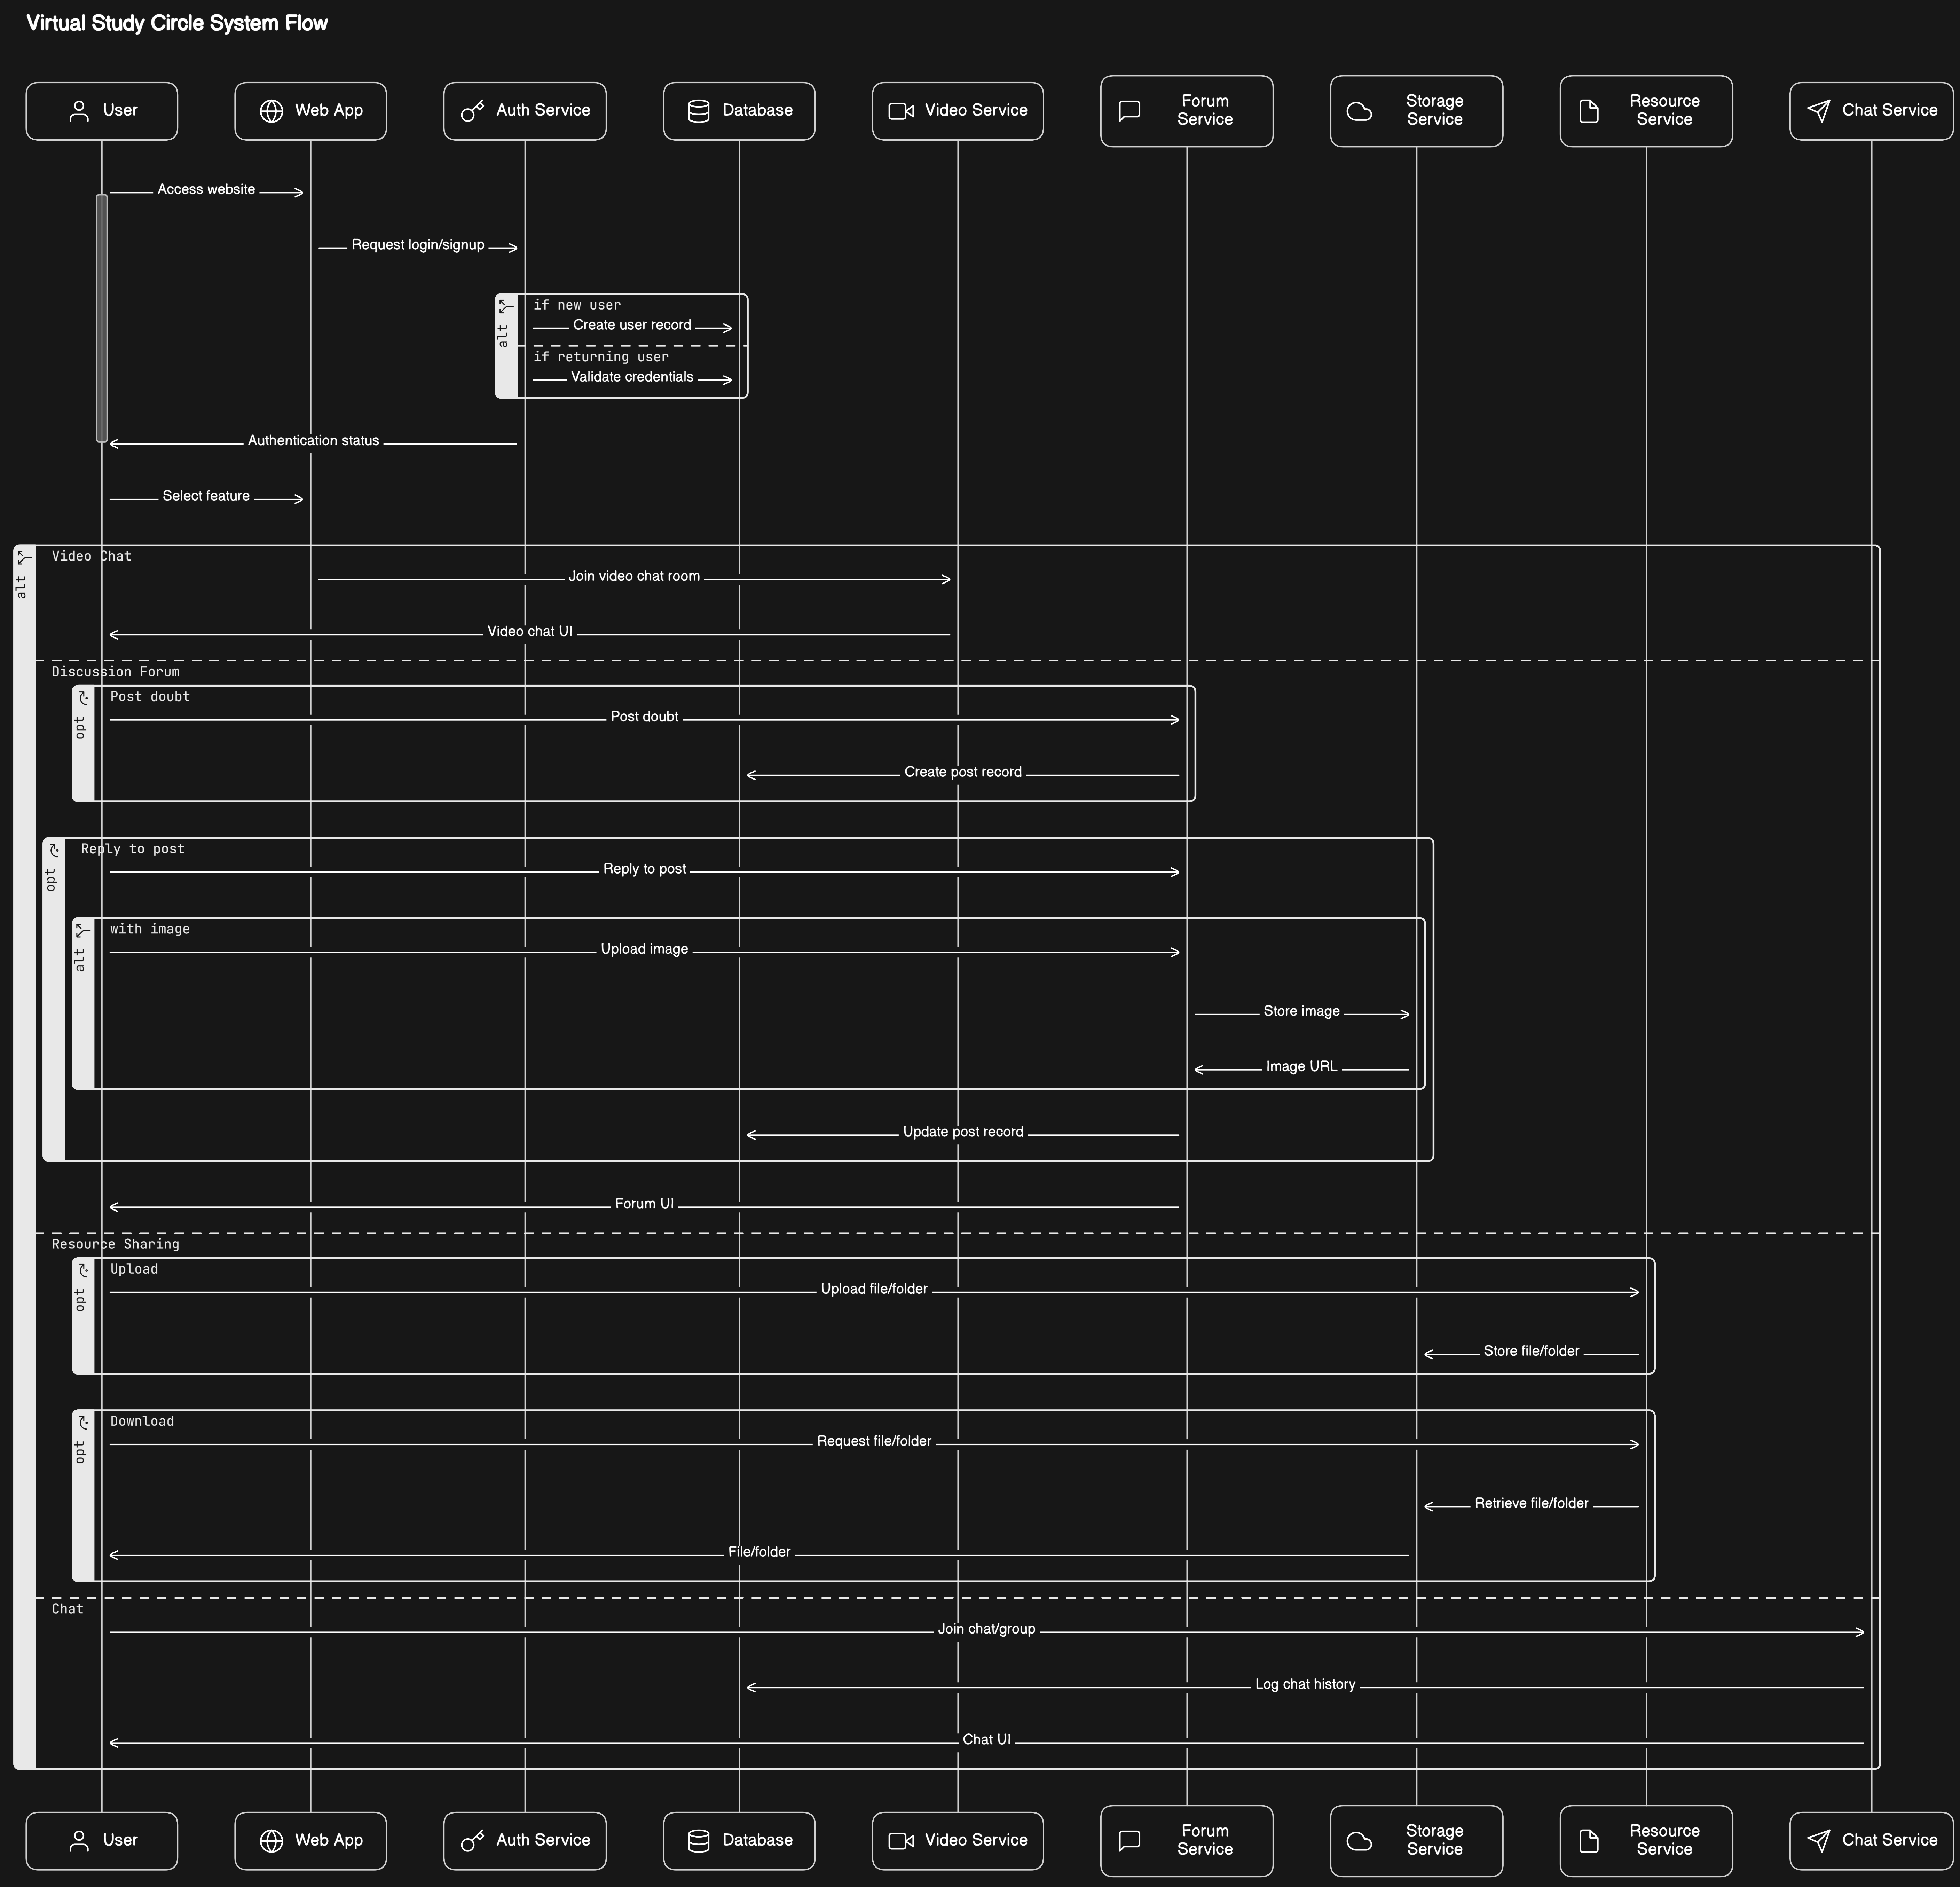 Virtual Study Circle System Flow
User
Web App
Auth Service
Database
Video Service
Forum
Service
Storage
Service
Resource
Service
Chat Service
Access website
Request login/signup
alt
if new user
Create user record
if returning user
Validate credentials
Authentication status
Select feature
alt
Video Chat
Join video chat room
Video chat UI
Discussion Forum
opt
Post doubt
Post doubt
Create post record
opt
Reply to post
Reply to post
alt
with image
Upload image
Store image
Image URL
Update post record
Forum UI
Resource Sharing
opt
Upload
Upload file/folder
Store file/folder
opt
Download
Request file/folder
Retrieve file/folder
File/folder
Chat
Join chat/group
Log chat history
Chat UI
User
Web App
Auth Service
Database
Video Service
Forum
Service
Storage
Service
Resource
Service
Chat Service